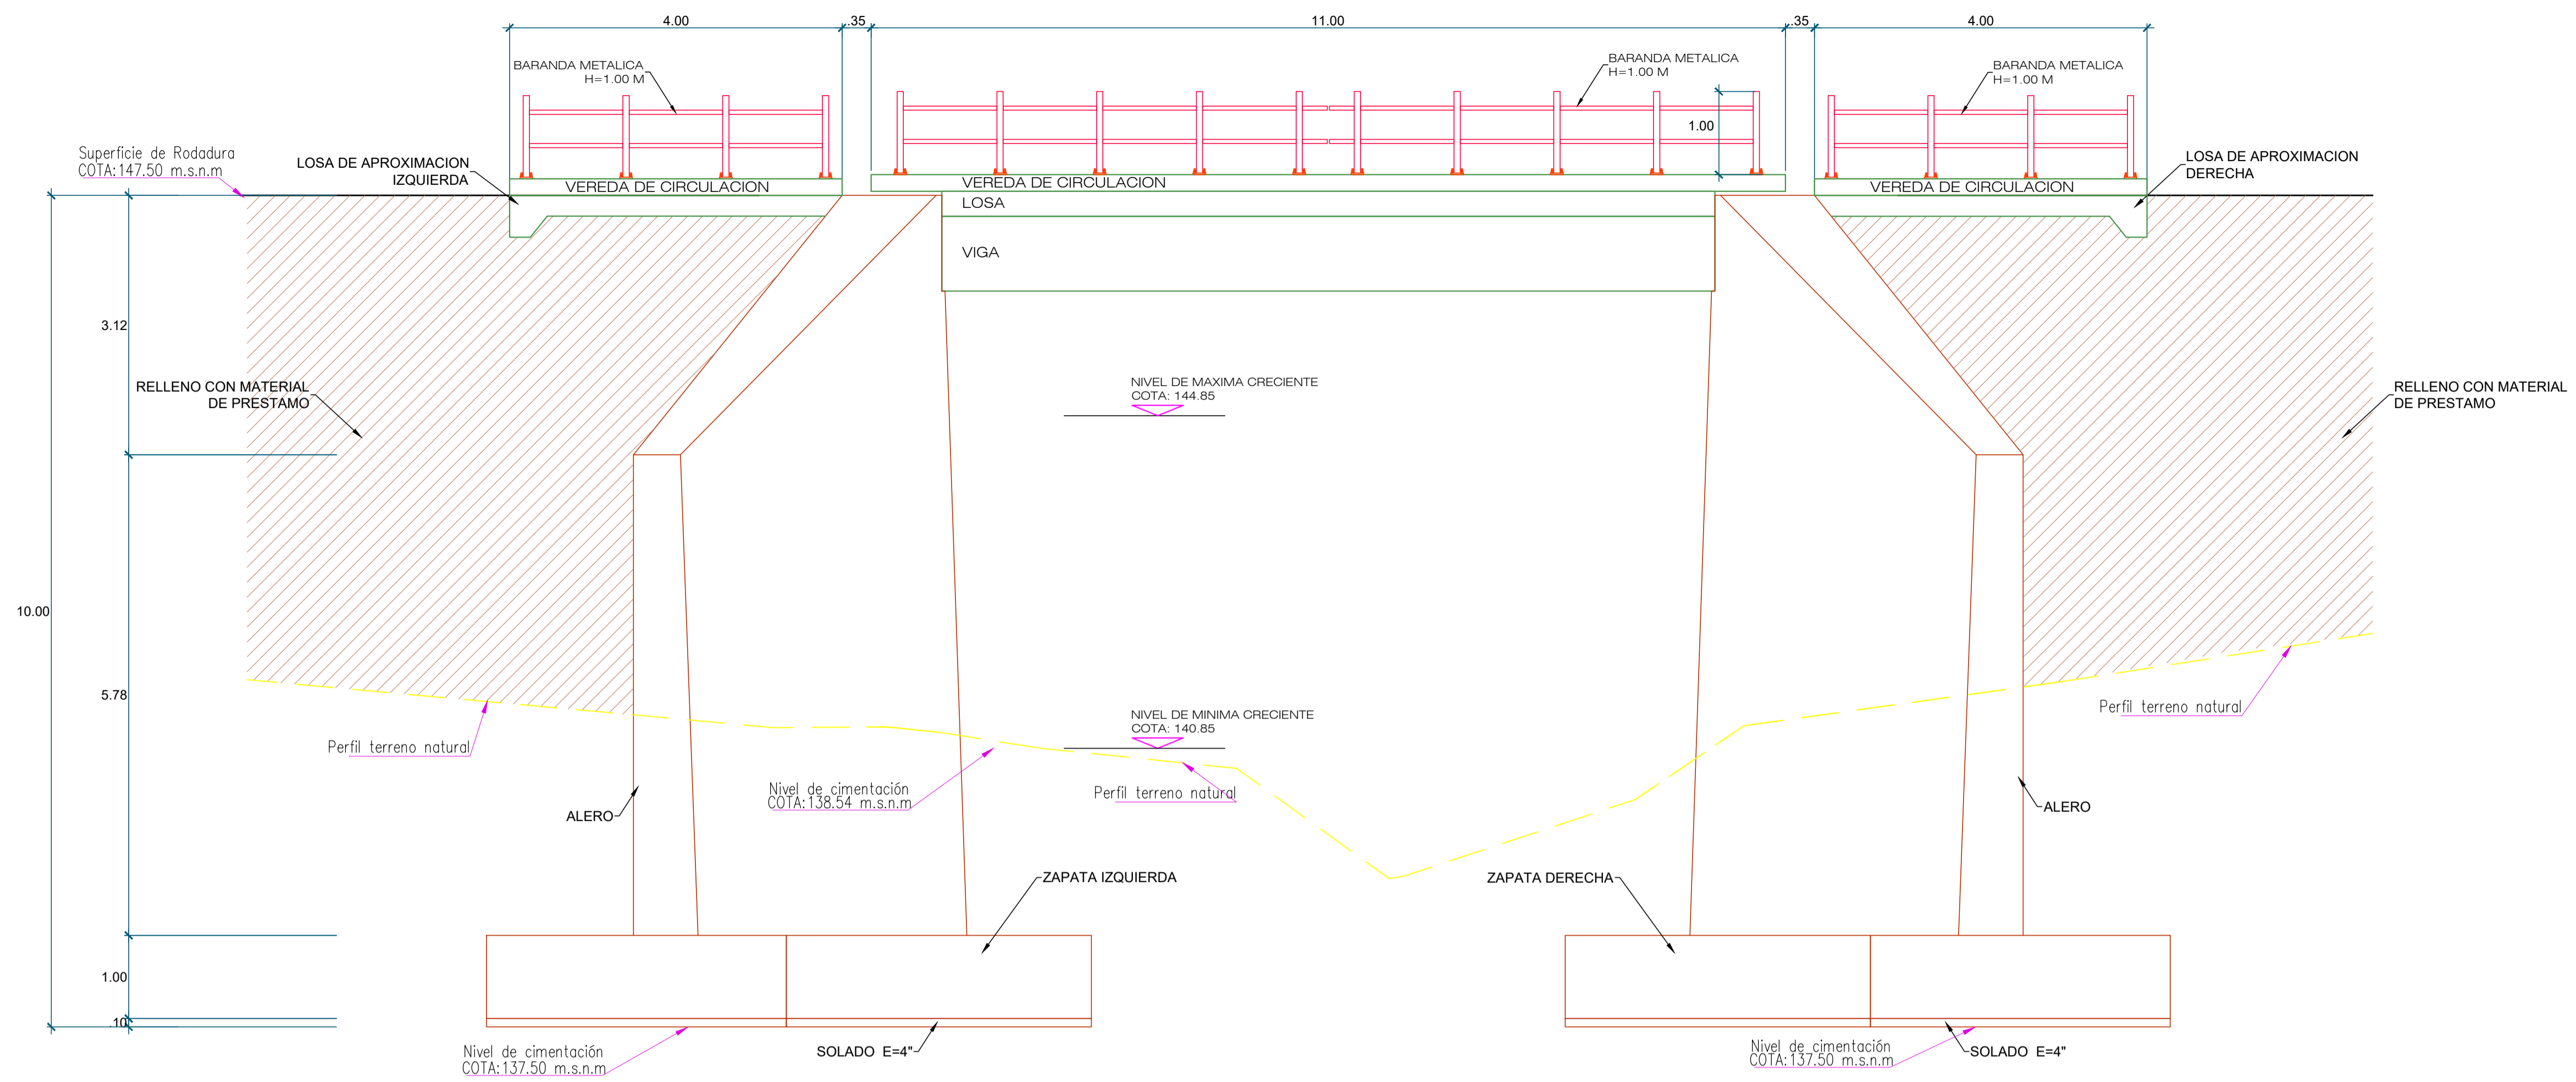 4.00
.35
11.00
.35
4.00
BARANDA METALICA
H=1.00 M
BARANDA METALICA
H=1.00 M
BARANDA METALICA
H=1.00 M
1.00
Superficie de Rodadura
COTA:147.50 m.s.n.m
LOSA DE APROXIMACION
IZQUIERDA
LOSA DE APROXIMACION
DERECHA
VEREDA DE CIRCULACION
VEREDA DE CIRCULACION
VEREDA DE CIRCULACION
LOSA
VIGA
3.12
RELLENO CON MATERIAL
DE PRESTAMO
NIVEL DE MAXIMA CRECIENTE
COTA: 144.85
RELLENO CON MATERIAL
DE PRESTAMO
10.00
5.78
Perfil terreno natural
NIVEL DE MINIMA CRECIENTE
COTA: 140.85
Perfil terreno natural
Nivel de cimentación
COTA:138.54 m.s.n.m
Perfil terreno natural
ALERO
ALERO
ZAPATA IZQUIERDA
ZAPATA DERECHA
1.00
.10
Nivel de cimentación
COTA:137.50 m.s.n.m
SOLADO E=4"
Nivel de cimentación
COTA:137.50 m.s.n.m
SOLADO E=4"